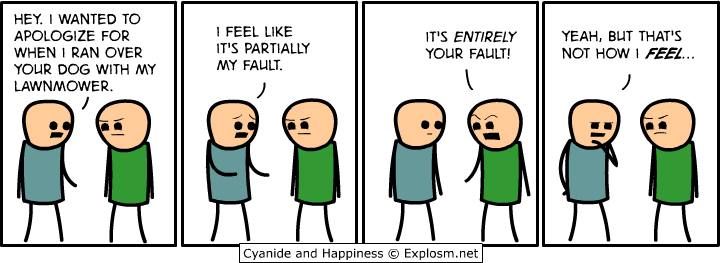 HEY. I WANTED TO
APOLOGIZE FOR
WHEN I RAN OVER
YOUR DOG WITH MY
LAWNMOWER.
I FEEL LIKE
IT'S PARTIALLY
MY FAULT.
IT'S ENTIRELY
YOUR FAULT!
YEAH, BUT THAT'S
NOT HOW I FEEL...
Cyanide and Happiness © Explosm.net